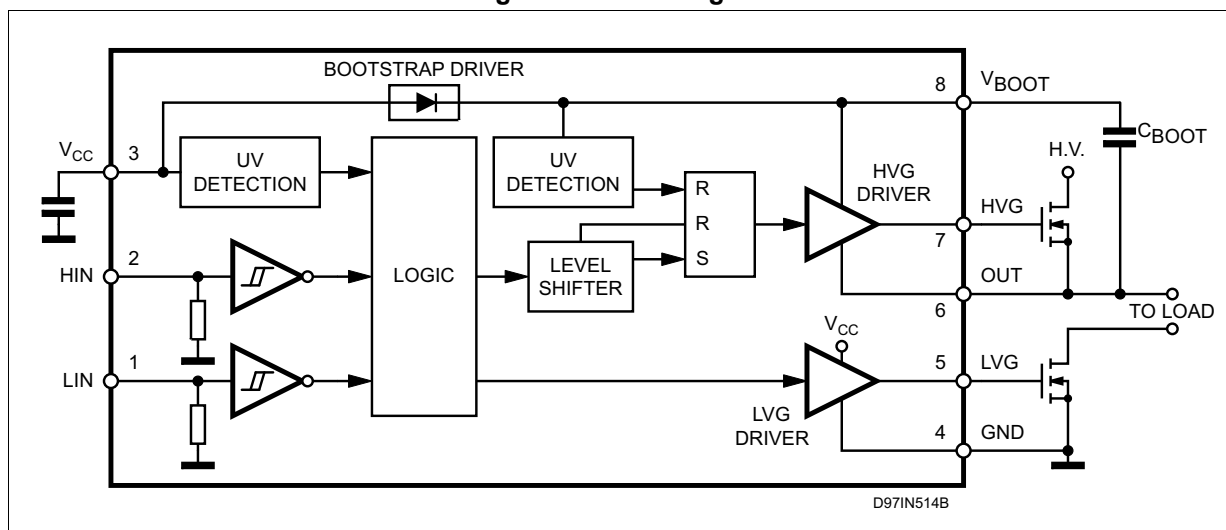 BOOTSTRAP DRIVER
8
VBOOT
VCC
3
UV
DETECTION
UV
DETECTION
CBOOT
H.V.
HVG
DRIVER
R
R
S
HVG
7
HIN
2
LOGIC
LEVEL
SHIFTER
OUT
6
TO LOAD
VCC
LIN
1
5
LVG
LVG
DRIVER
4
GND
D97IN514B